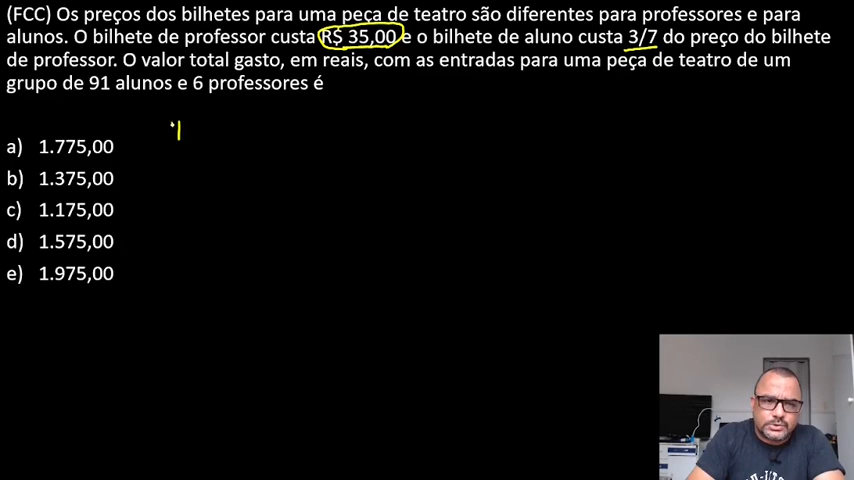 (FCC) Os preços dos bilhetes para uma peça de teatro são diferentes para professores e para
alunos. O bilhete de professor custa R$ 35,00 e o bilhete de aluno custa 3/7 do preço do bilhete
de professor. O valor total gasto, em reais, com as entradas para uma peça de teatro de um
grupo de 91 alunos e 6 professores é
a) 1.775,00
b) 1.375,00
c) 1.175,00
d) 1.575,00
e) 1.975,00